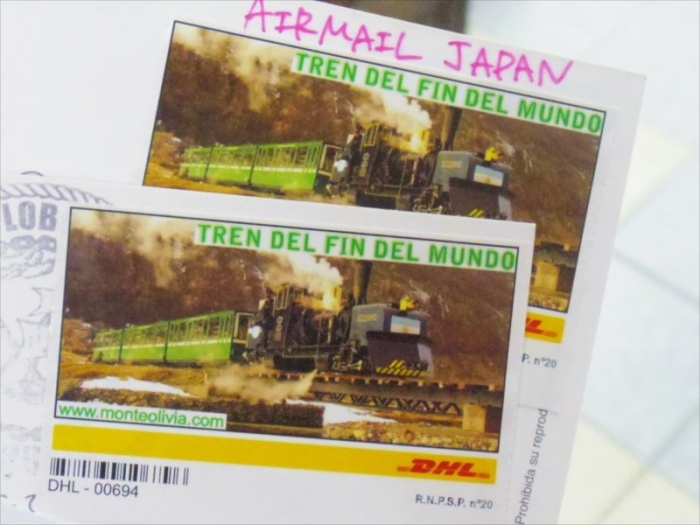 AIRMAIL JAPAN
TREN DEL FIN DEL MUNDO
P. n°20
Prohibida su reprod
LOB
TREN DEL FIN DEL MUNDO
www.monteolivia.com
DHL
DHL - 00694
R.N.P.S.P. n°20